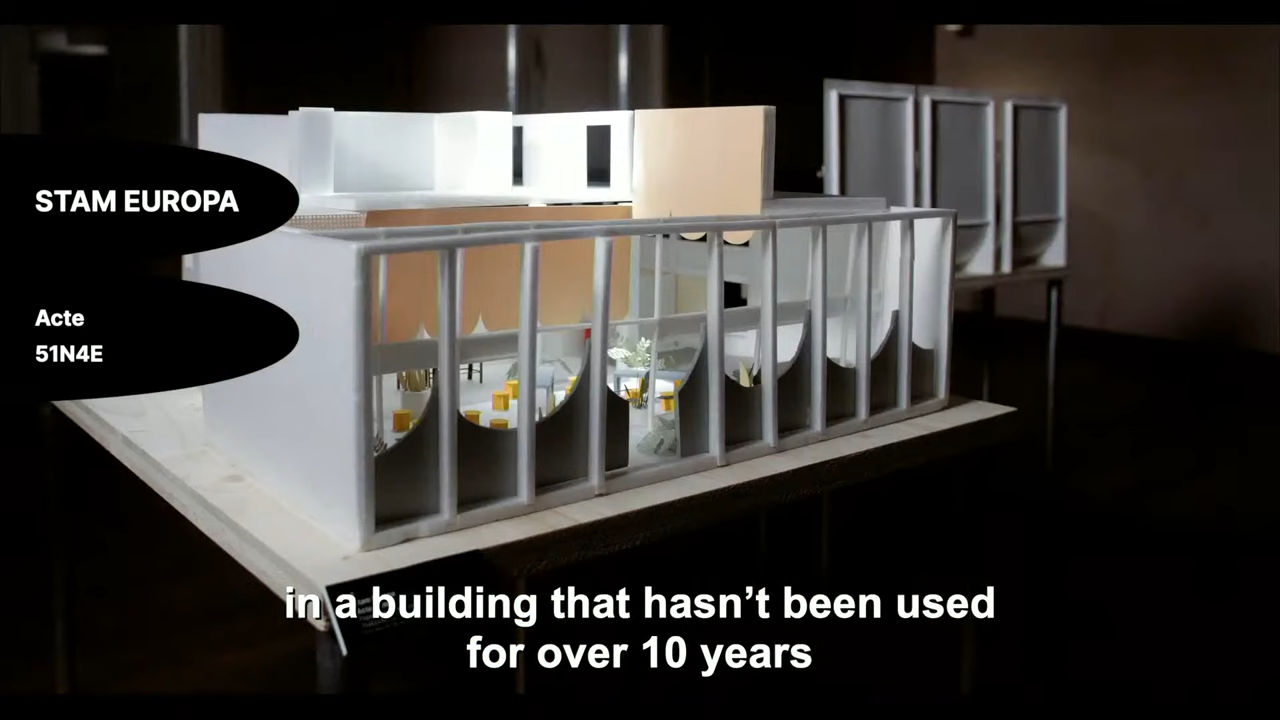 STAM EUROPA
Acte
51N4E
in a building that hasn't been used
for over 10 years